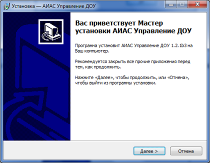 Установка — АИАС Управление ДОУ
Вас приветствует Мастер
установки АИАС Управление ДОУ
Программа установит АИАС Управление ДОУ 1.2.0x3 на
Ваш компьютер.
Рекомендуется закрыть все прочие приложения перед
тем, как продолжить.
Нажмите «Далее», чтобы продолжить, или «Отмена»,
чтобы выйти из программы установки.
Далее >
Отмена